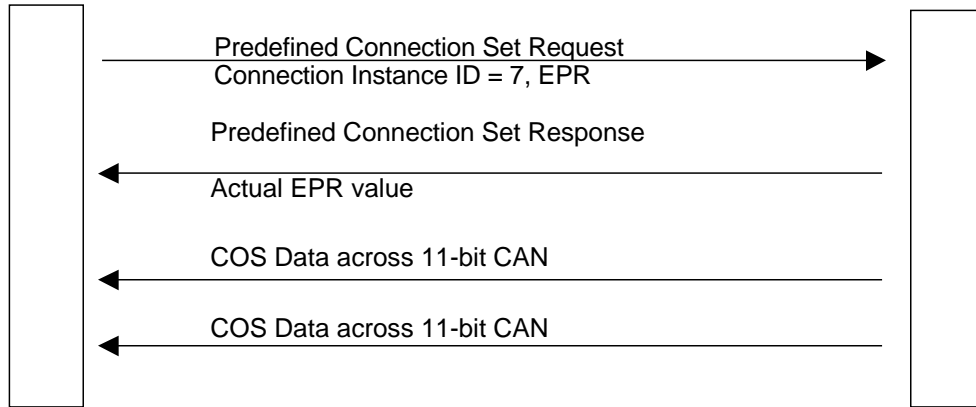 Predefined Connection Set Request
Connection Instance ID = 7, EPR
Predefined Connection Set Response
Actual EPR value
COS Data across 11-bit CAN
COS Data across 11-bit CAN